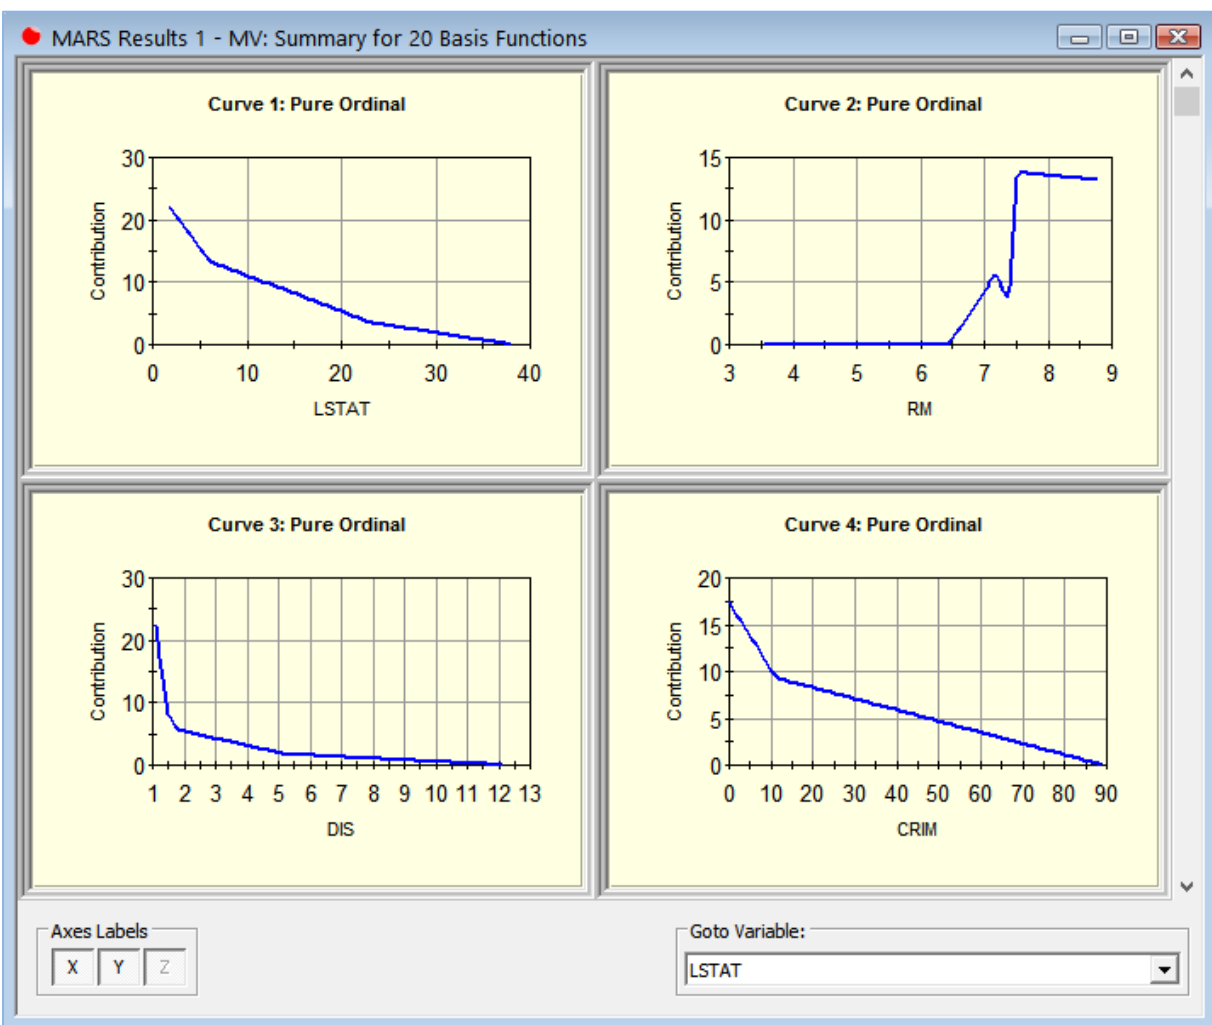 MARS Results 1 - MV: Summary for 20 Basis Functions
Curve 1: Pure Ordinal
30
20
10
0
Contribution
0 10 20 30 40
LSTAT
Curve 2: Pure Ordinal
15
10
5
0
Contribution
3 4 5 6 7 8 9
RM
Curve 3: Pure Ordinal
30
20
10
0
Contribution
1 2 3 4 5 6 7 8 9 10 11 12 13
DIS
Curve 4: Pure Ordinal
20
15
10
5
0
Contribution
0 10 20 30 40 50 60 70 80 90
CRIM
Axes Labels
X Y Z
Goto Variable:
LSTAT